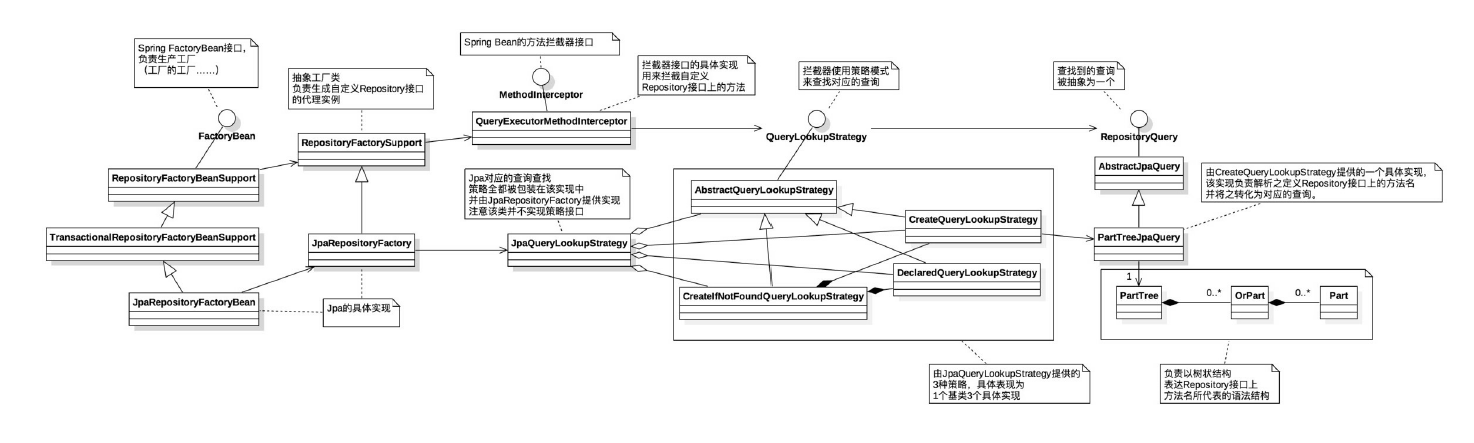 Spring FactoryBean接口，
负责生产工厂
（工厂的工厂……）
FactoryBean
抽象工厂类
负责生成自定义Repository接口
的代理实例
Spring Bean的方法拦截器接口
MethodInterceptor
拦截器接口的具体实现
用来拦截自定义
Repository接口上的方法
拦截器使用策略模式
来查找对应的查询
查找到的查询
被抽象为一个
RepositoryFactorySupport
QueryExecutorMethodInterceptor
QueryLookupStrategy
RepositoryQuery
RepositoryFactoryBeanSupport
Jpa对应的查询查找
策略全都被包装在该实现中
并由JpaRepositoryFactory提供实现
注意该类并不实现策略接口
AbstractQueryLookupStrategy
AbstractJpaQuery
由CreateQueryLookupStrategy提供的一个具体实现，
该实现负责解析之定义Repository接口上的方法名
并将之转化为对应的查询。
TransactionalRepositoryFactoryBeanSupport
JpaRepositoryFactory
JpaQueryLookupStrategy
CreateQueryLookupStrategy
PartTreeJpaQuery
DeclaredQueryLookupStrategy
JpaRepositoryFactoryBean
Jpa的具体实现
CreateIfNotFoundQueryLookupStrategy
1
PartTree
0..*
OrPart
0..*
Part
由JpaQueryLookupStrategy提供的
3种策略，具体表现为
1个基类3个具体实现
负责以树状结构
表达Repository接口上
方法名所代表的语法结构